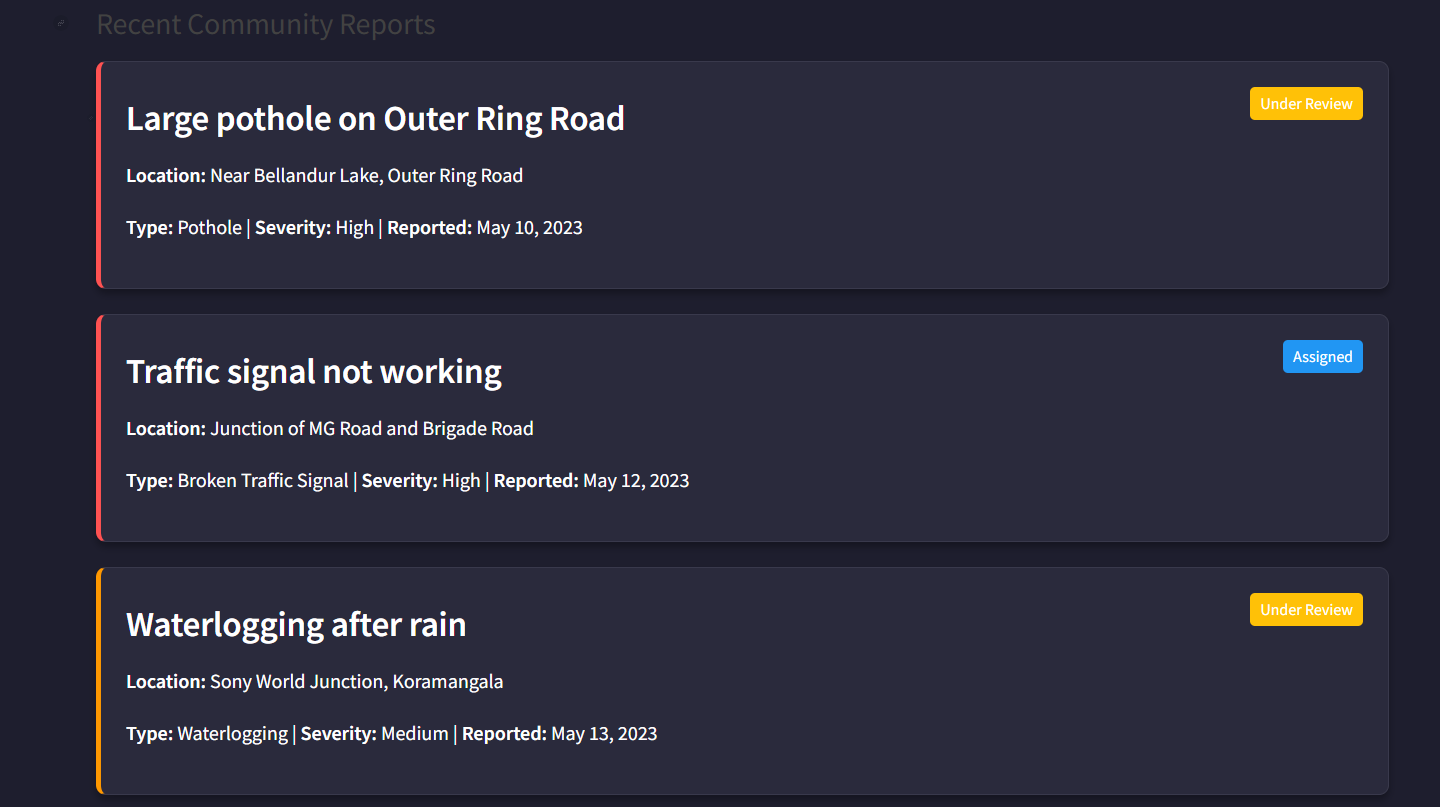 Recent Community Reports
Large pothole on Outer Ring Road
Under Review
Location: Near Bellandur Lake, Outer Ring Road
Type: Pothole | Severity: High | Reported: May 10, 2023
Traffic signal not working
Assigned
Location: Junction of MG Road and Brigade Road
Type: Broken Traffic Signal | Severity: High | Reported: May 12, 2023
Waterlogging after rain
Under Review
Location: Sony World Junction, Koramangala
Type: Waterlogging | Severity: Medium | Reported: May 13, 2023